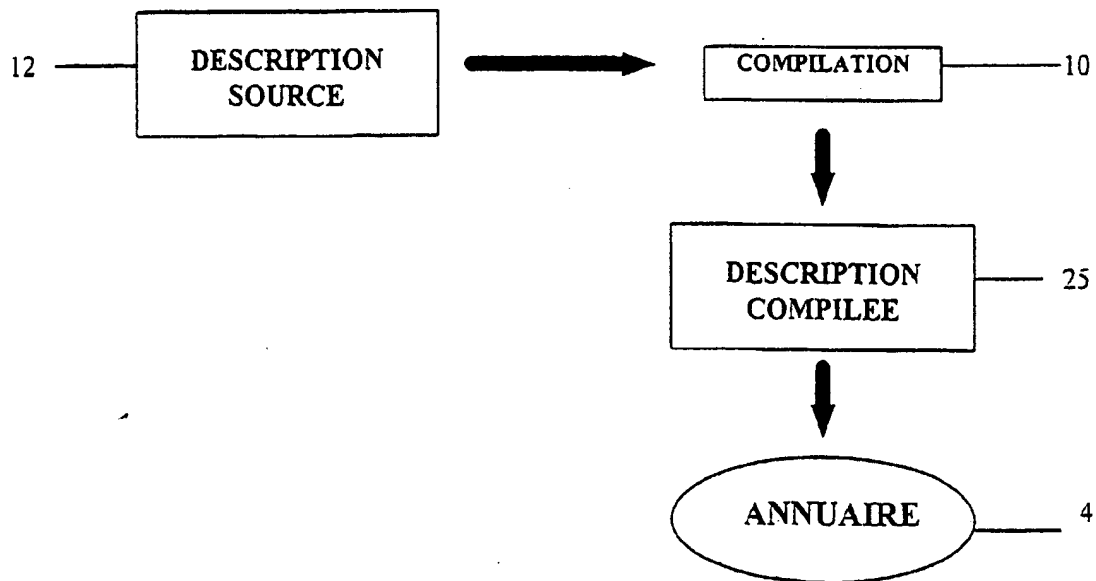 12
DESCRIPTION
SOURCE
COMPILATION
10
DESCRIPTION
COMPILEE
25
ANNUAIRE
4